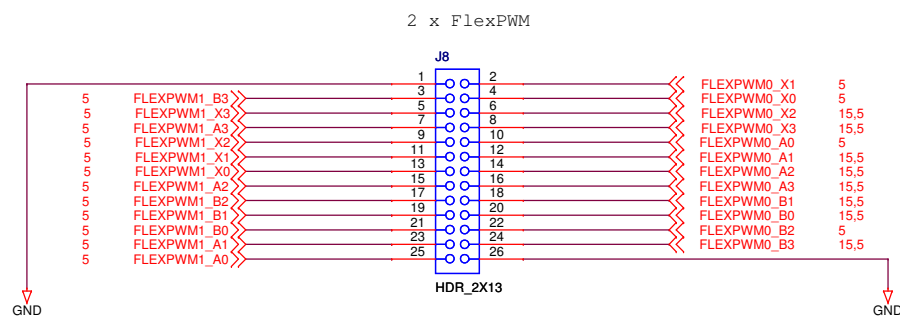 2 x FlexPWM
J8
1 2 FLEXPWM0_X1 5
5 FLEXPWM1_B3 3 4 FLEXPWM0_X0 5
5 FLEXPWM1_X3 5 6 FLEXPWM0_X2 15,5
5 FLEXPWM1_A3 7 8 FLEXPWM0_X3 15,5
5 FLEXPWM1_X2 9 10 FLEXPWM0_A0 5
5 FLEXPWM1_X1 11 12 FLEXPWM0_A1 15,5
5 FLEXPWM1_X0 13 14 FLEXPWM0_A2 15,5
5 FLEXPWM1_A2 15 16 FLEXPWM0_A3 15,5
5 FLEXPWM1_B2 17 18 FLEXPWM0_B1 15,5
5 FLEXPWM1_B1 19 20 FLEXPWM0_B0 15,5
5 FLEXPWM1_B0 21 22 FLEXPWM0_B2 5
5 FLEXPWM1_A1 23 24 FLEXPWM0_B3 15,5
5 FLEXPWM1_A0 25 26
HDR_2X13
GND GND